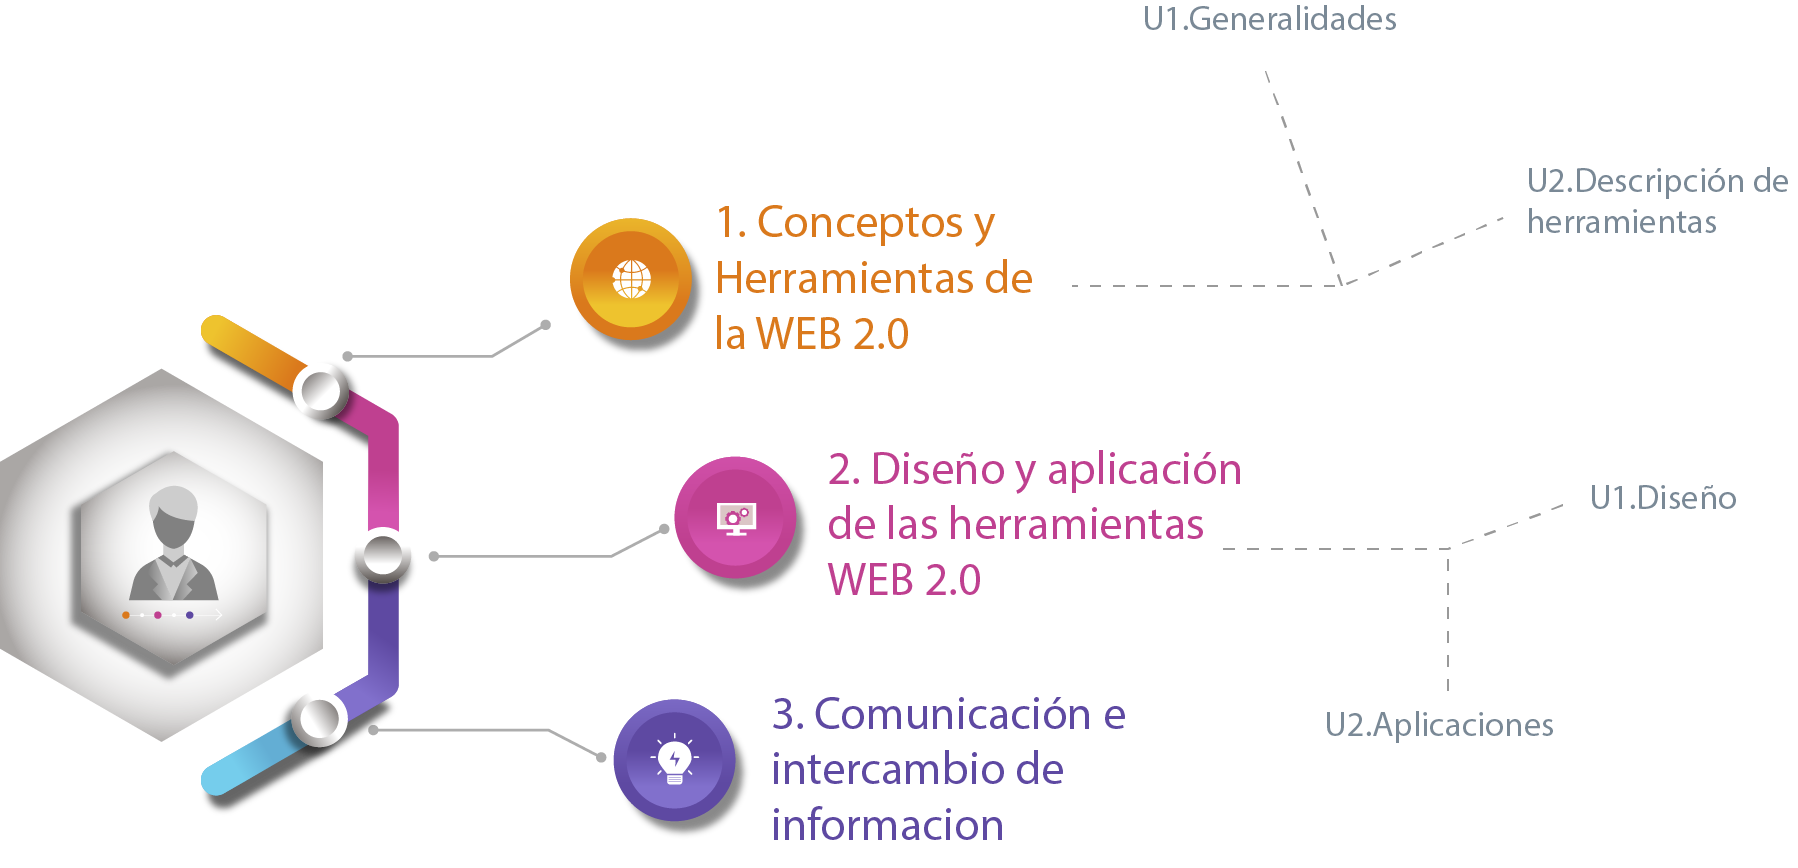 U1.Generalidades
U2.Descripción de
herramientas
1. Conceptos y
Herramientas de
la WEB 2.0
2. Diseño y aplicación
de las herramientas
WEB 2.0
U1.Diseño
U2.Aplicaciones
3. Comunicación e
intercambio de
informacion